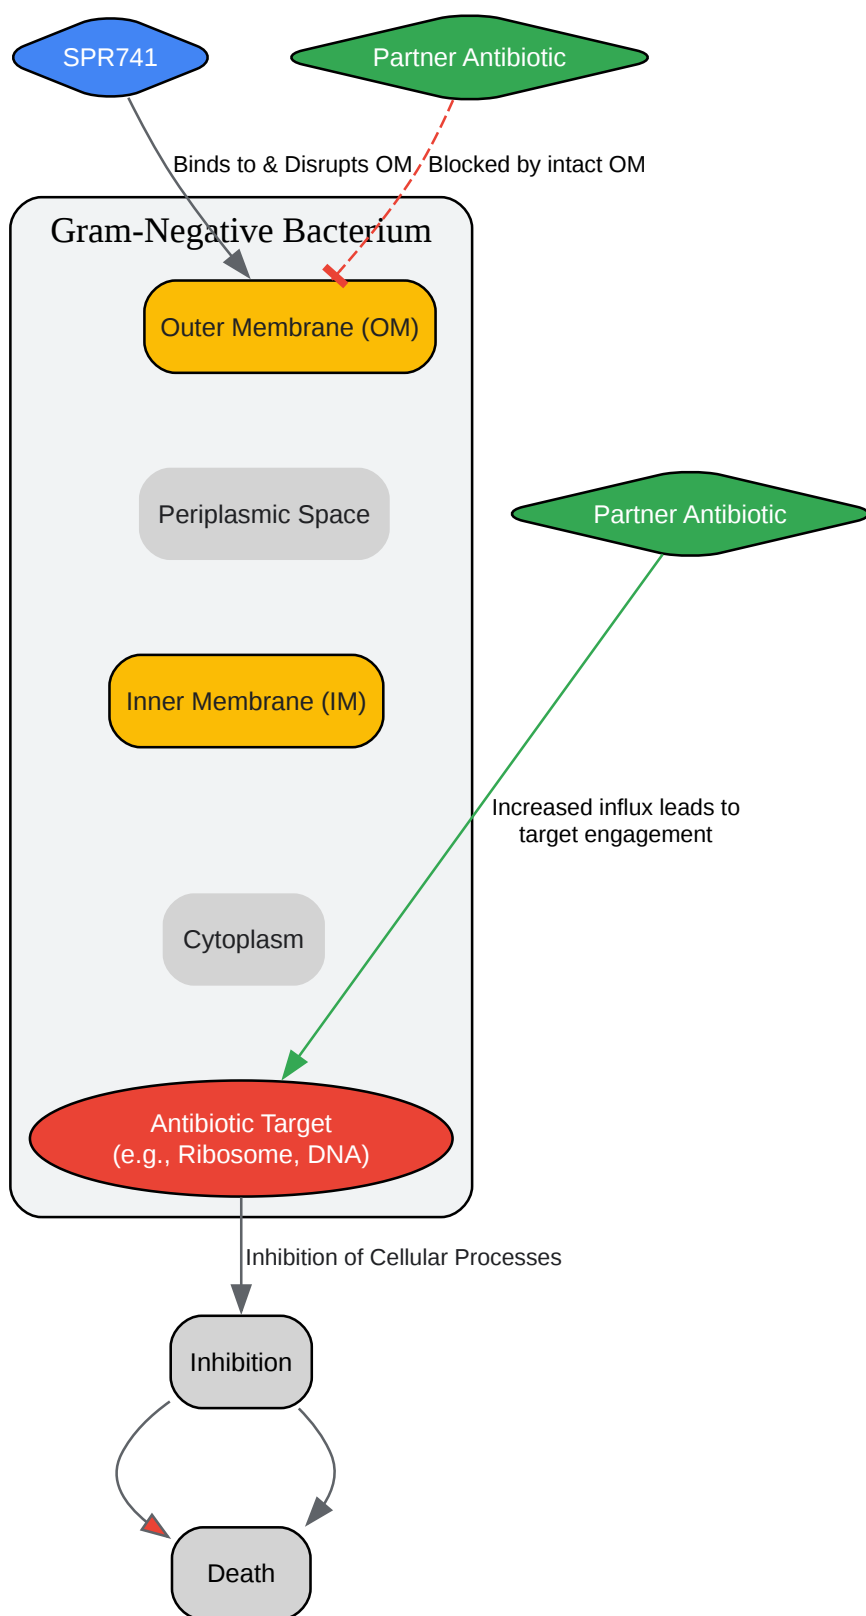 SPR741
Partner Antibiotic
Binds to & Disrupts OM
Blocked by intact OM
Gram-Negative Bacterium
Outer Membrane (OM)
Periplasmic Space
Partner Antibiotic
Inner Membrane (IM)
Increased influx leads to
target engagement
Cytoplasm
Antibiotic Target
(e.g., Ribosome, DNA)
Inhibition of Cellular Processes
Inhibition
Death